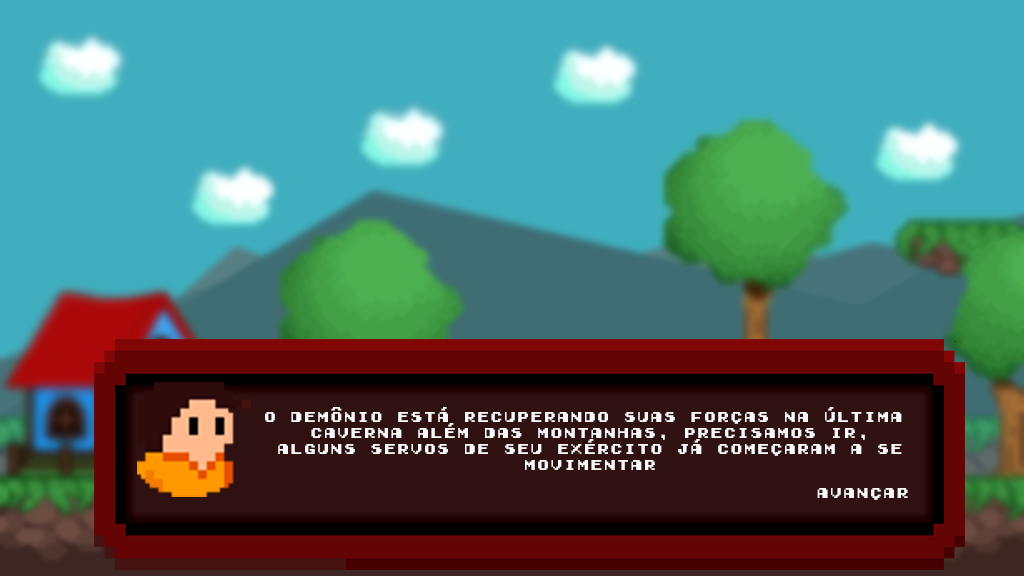 O DEMÔNIO ESTÁ RECUPERANDO SUAS FORÇAS NA ÚLTIMA
CAVERNA ALÉM DAS MONTANHAS, PRECISAMOS IR,
ALGUNS SERVOS DE SEU EXÉRCITO JÁ COMEÇARAM A SE
MOVIMENTAR
AVANÇAR